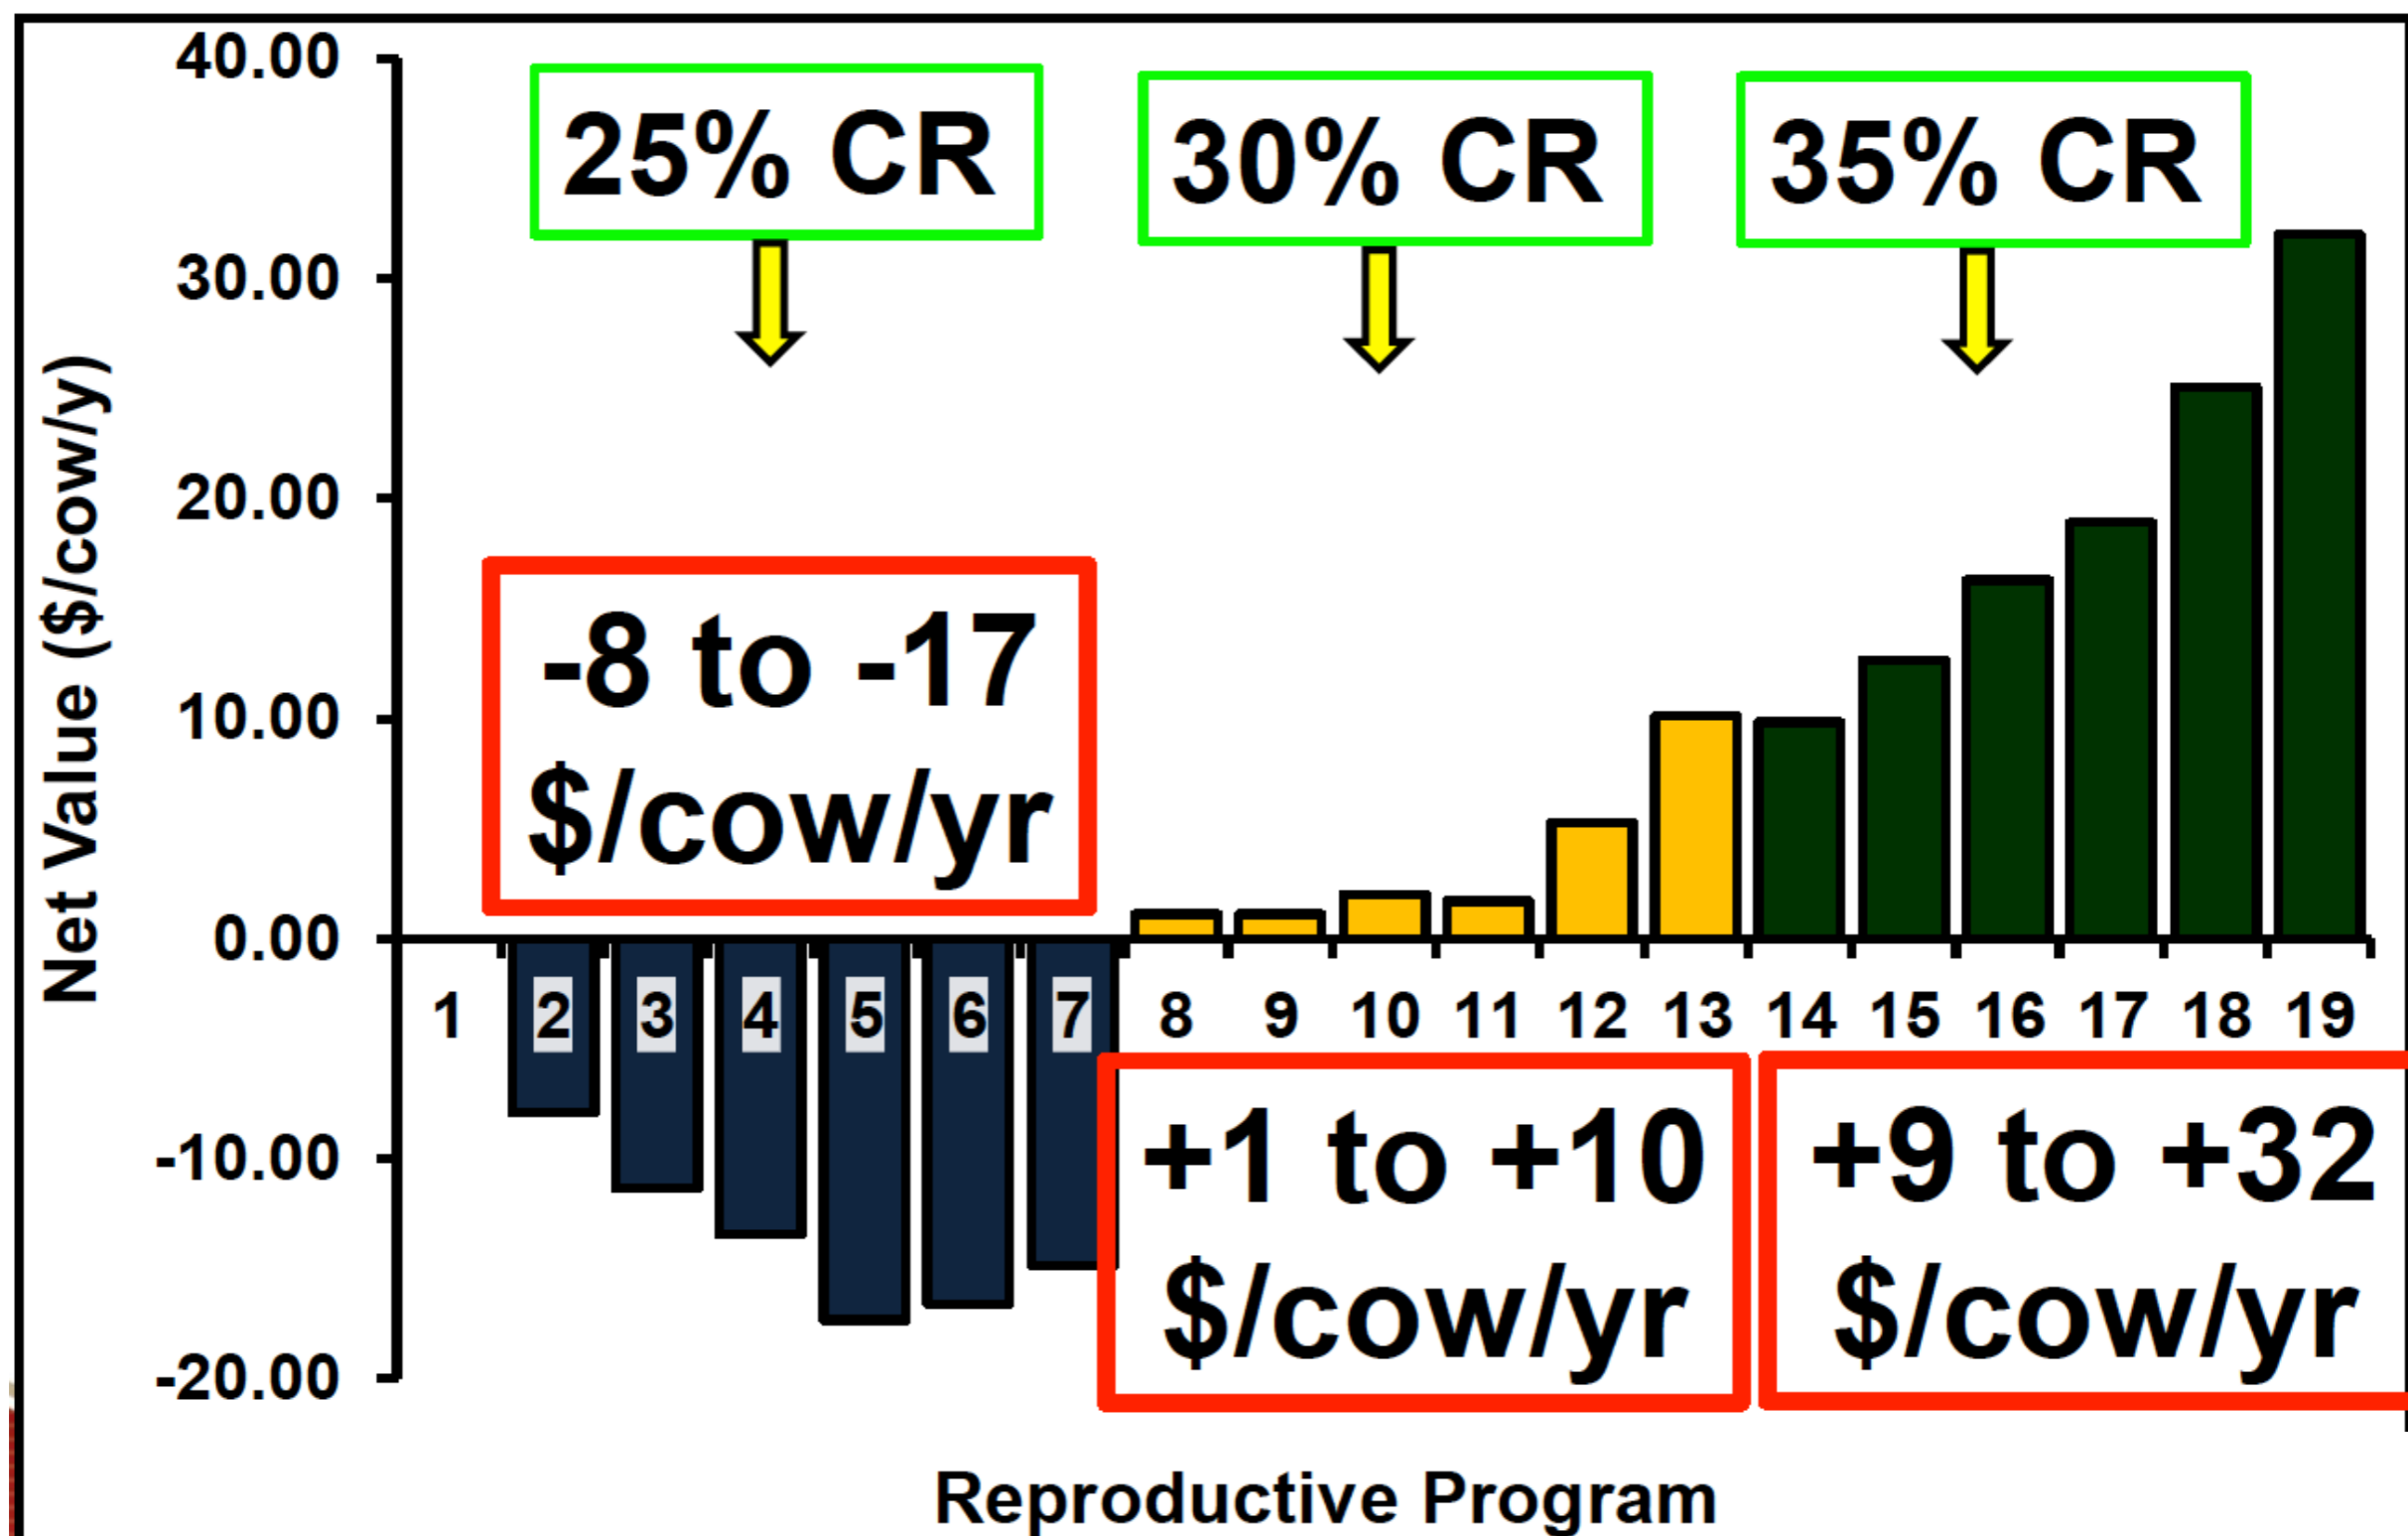 40.00
30.00
20.00
10.00
0.00
-10.00
-20.00
Net Value ($/cow/y)
25% CR
30% CR
35% CR
-8 to -17
$/cow/yr
1 2 3 4 5 6 7 8 9 10 11 12 13 14 15 16 17 18 19
+1 to +10
$/cow/yr
+9 to +32
$/cow/yr
Reproductive Program